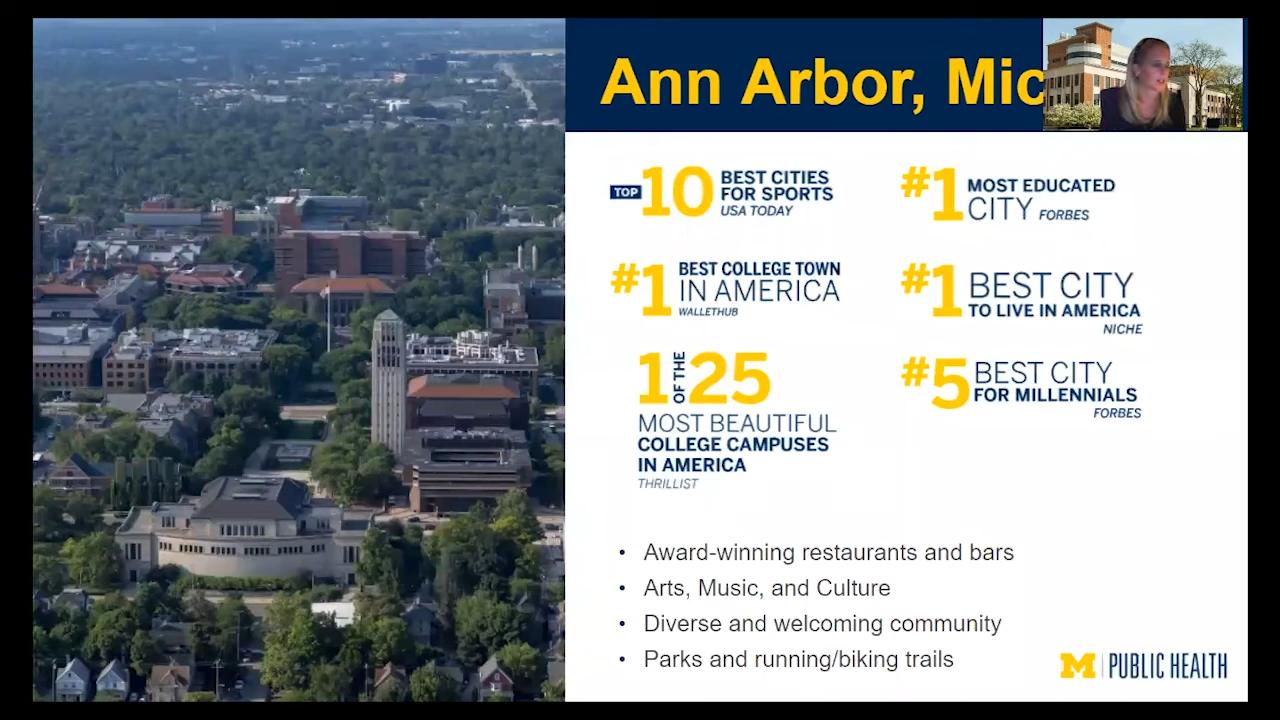 Ann Arbor, Mic
TOP 10 BEST CITIES
FOR SPORTS
USA TODAY
#1 MOST EDUCATED
CITY FORBES
#1 BEST COLLEGE TOWN
IN AMERICA
WALLETHUB
#1 BEST CITY
TO LIVE IN AMERICA
NICHE
1 OF THE 25
MOST BEAUTIFUL
COLLEGE CAMPUSES
IN AMERICA
THRILLIST
#5 BEST CITY
FOR MILLENNIALS
FORBES
• Award-winning restaurants and bars
• Arts, Music, and Culture
• Diverse and welcoming community
• Parks and running/biking trails
M | PUBLIC HEALTH